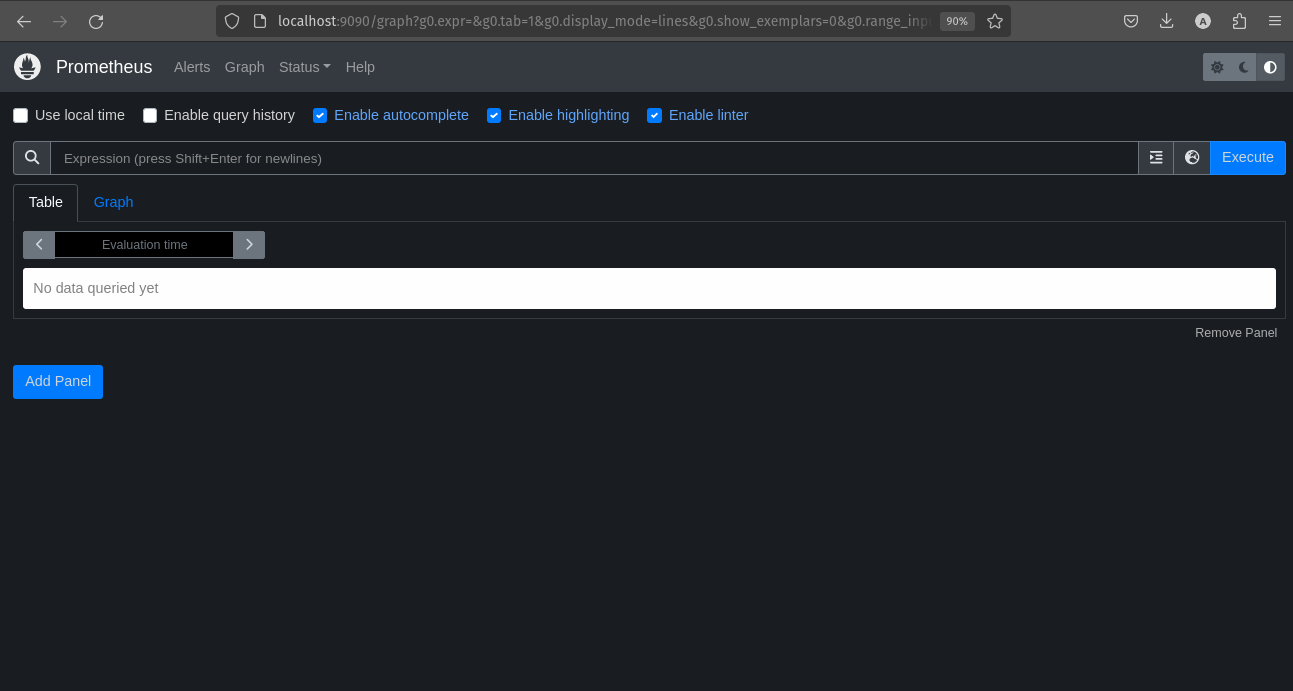 localhost:9090/graph?g0.expr=&g0.tab=1&g0.display_mode=lines&g0.show_exemplars=0&g0.range_inp 90% A
Prometheus Alerts Graph Status Help
Use local time Enable query history Enable autocomplete Enable highlighting Enable linter
Expression (press Shift+Enter for newlines) Execute
Table Graph
Evaluation time
No data queried yet
Remove Panel
Add Panel